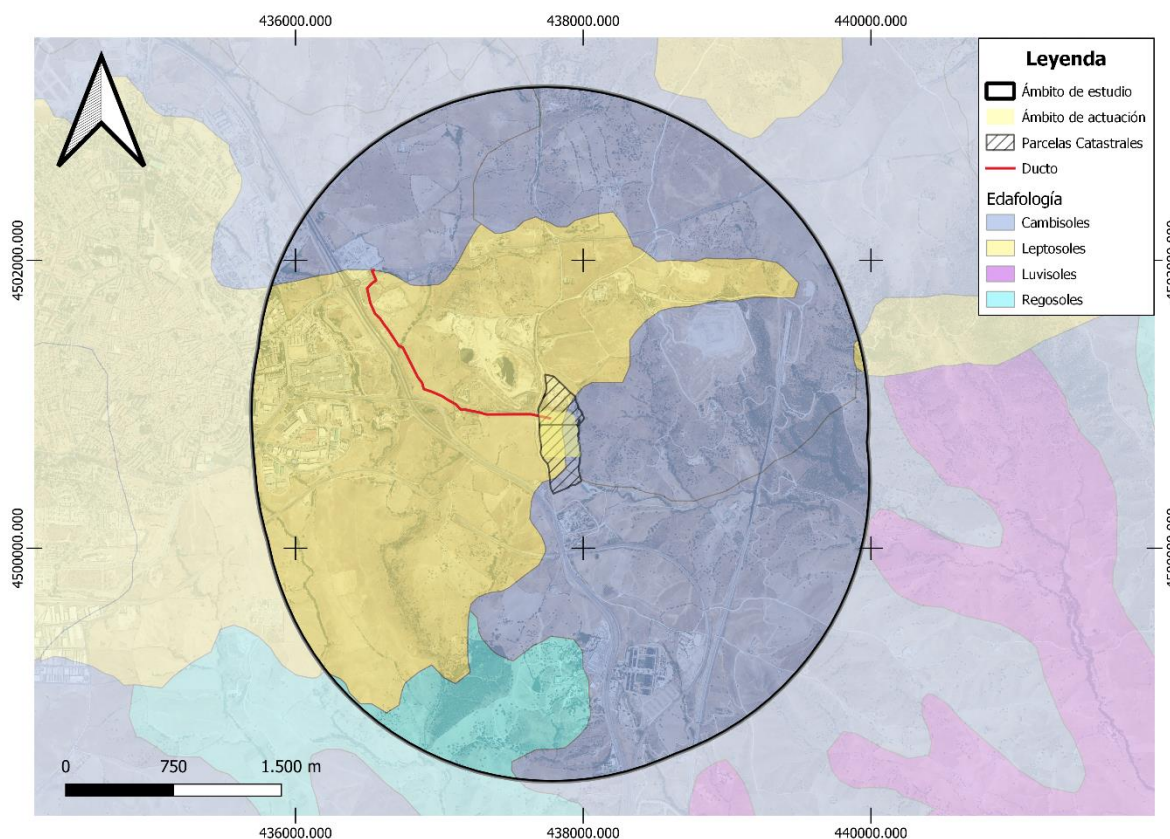 436000.000 438000.000 440000.000
Leyenda
Ámbito de estudio
Ámbito de actuación
Parcelas Catastrales
Ducto
Edafología
Cambisoles
Leptosoles
Luvisoles
Regosoles
4502000.000
4500000.000
0 750 1.500 m
436000.000 438000.000 440000.000